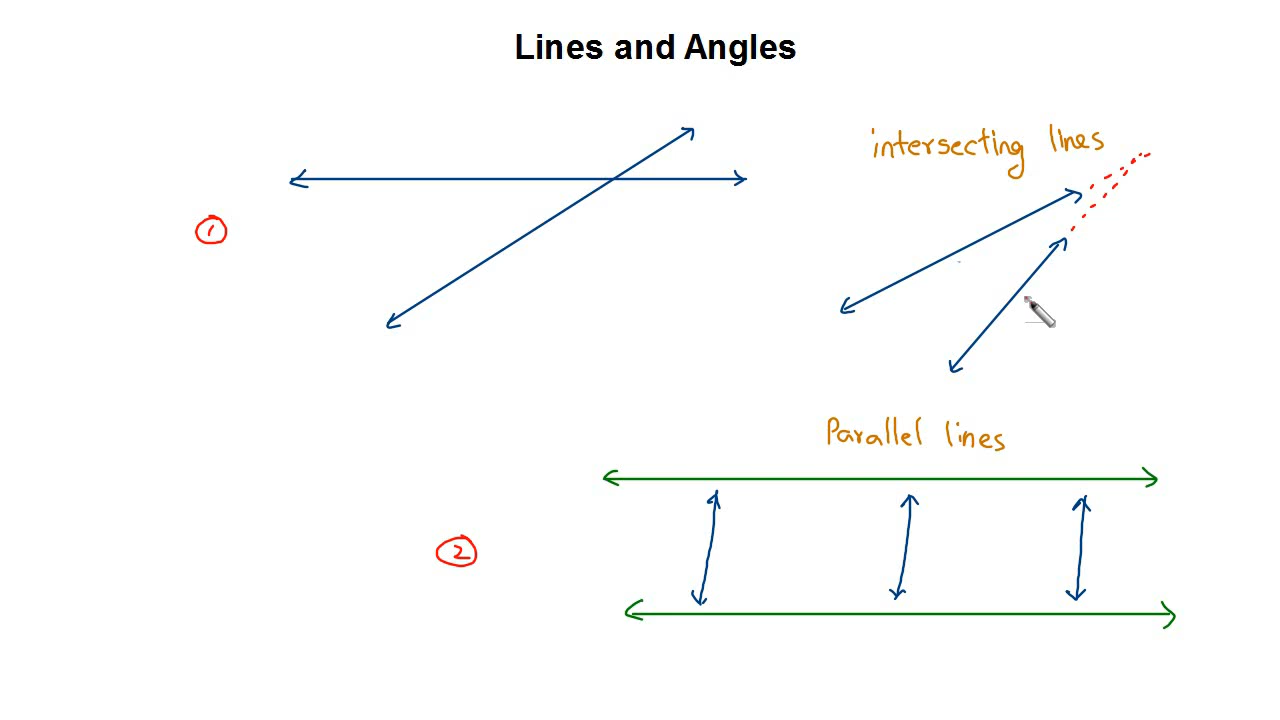 Lines and Angles
intersecting lines
1
Parallel lines
2